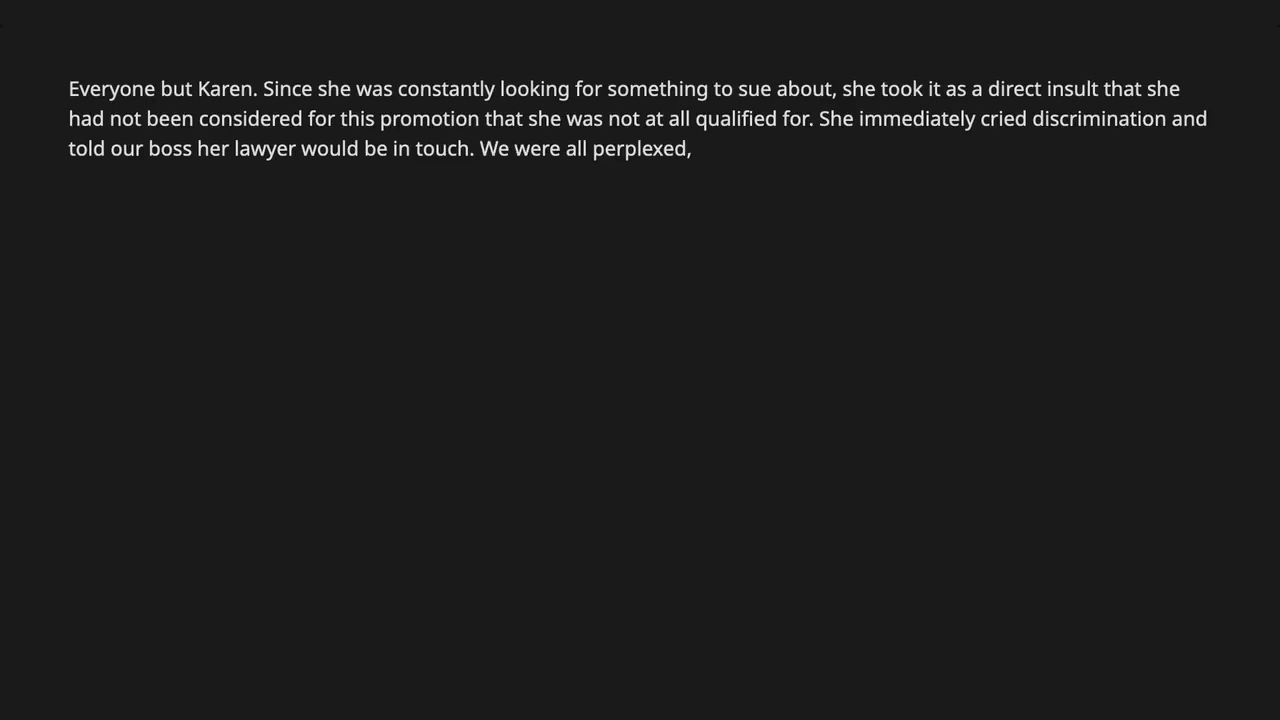 Everyone but Karen. Since she was constantly looking for something to sue about, she took it as a direct insult that she
had not been considered for this promotion that she was not at all qualified for. She immediately cried discrimination and
told our boss her lawyer would be in touch. We were all perplexed,